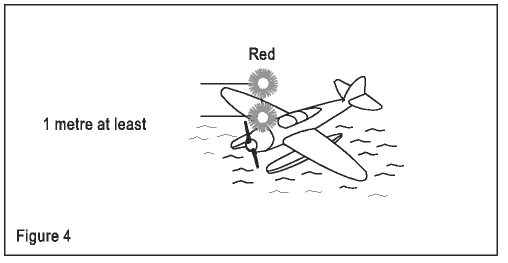 Red
1 metre at least
Figure 4